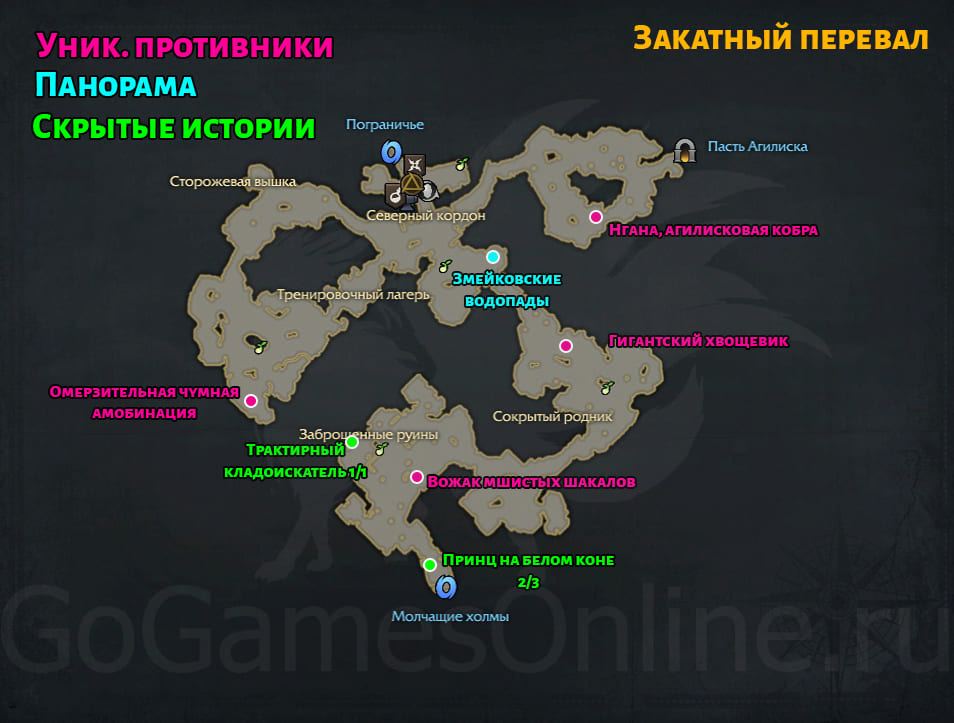 Уник. противники
Закатный перевал
Панорама
Скрытые истории
Пограничье
Пасть Агилиска
Сторожевая вышка
Северный кордон
Нгана, агилисковая кобра
Змейковские
водопады
Тренировочный лагерь
Гигантский хвощевик
Омерзительная чумная
амобинация
Сокрытый родник
Заброшенные руины
Трактирный
кладоискатель 1/1
Вожак мшистых шакалов
Принц на белом коне
2/3
Молчащие холмы
GoGamesOnline.ru